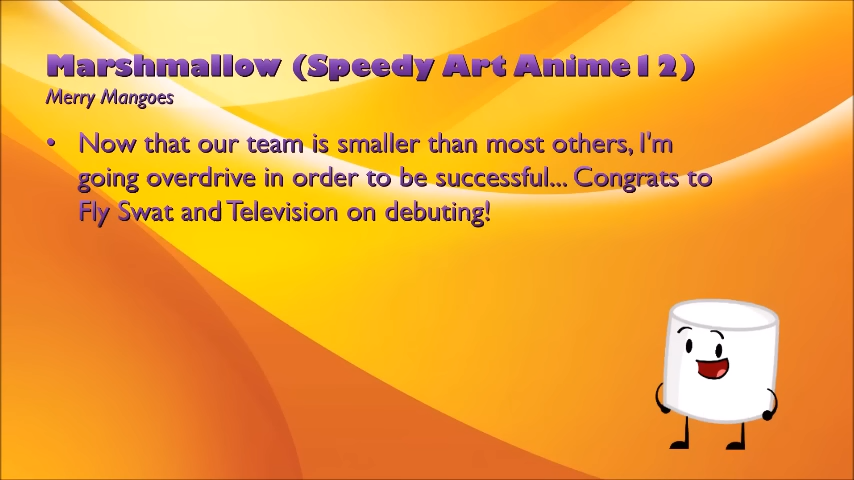 Marshmallow (Speedy Art Anime12)
Merry Mangoes
• Now that our team is smaller than most others, I'm
going overdrive in order to be successful... Congrats to
Fly Swat and Television on debuting!